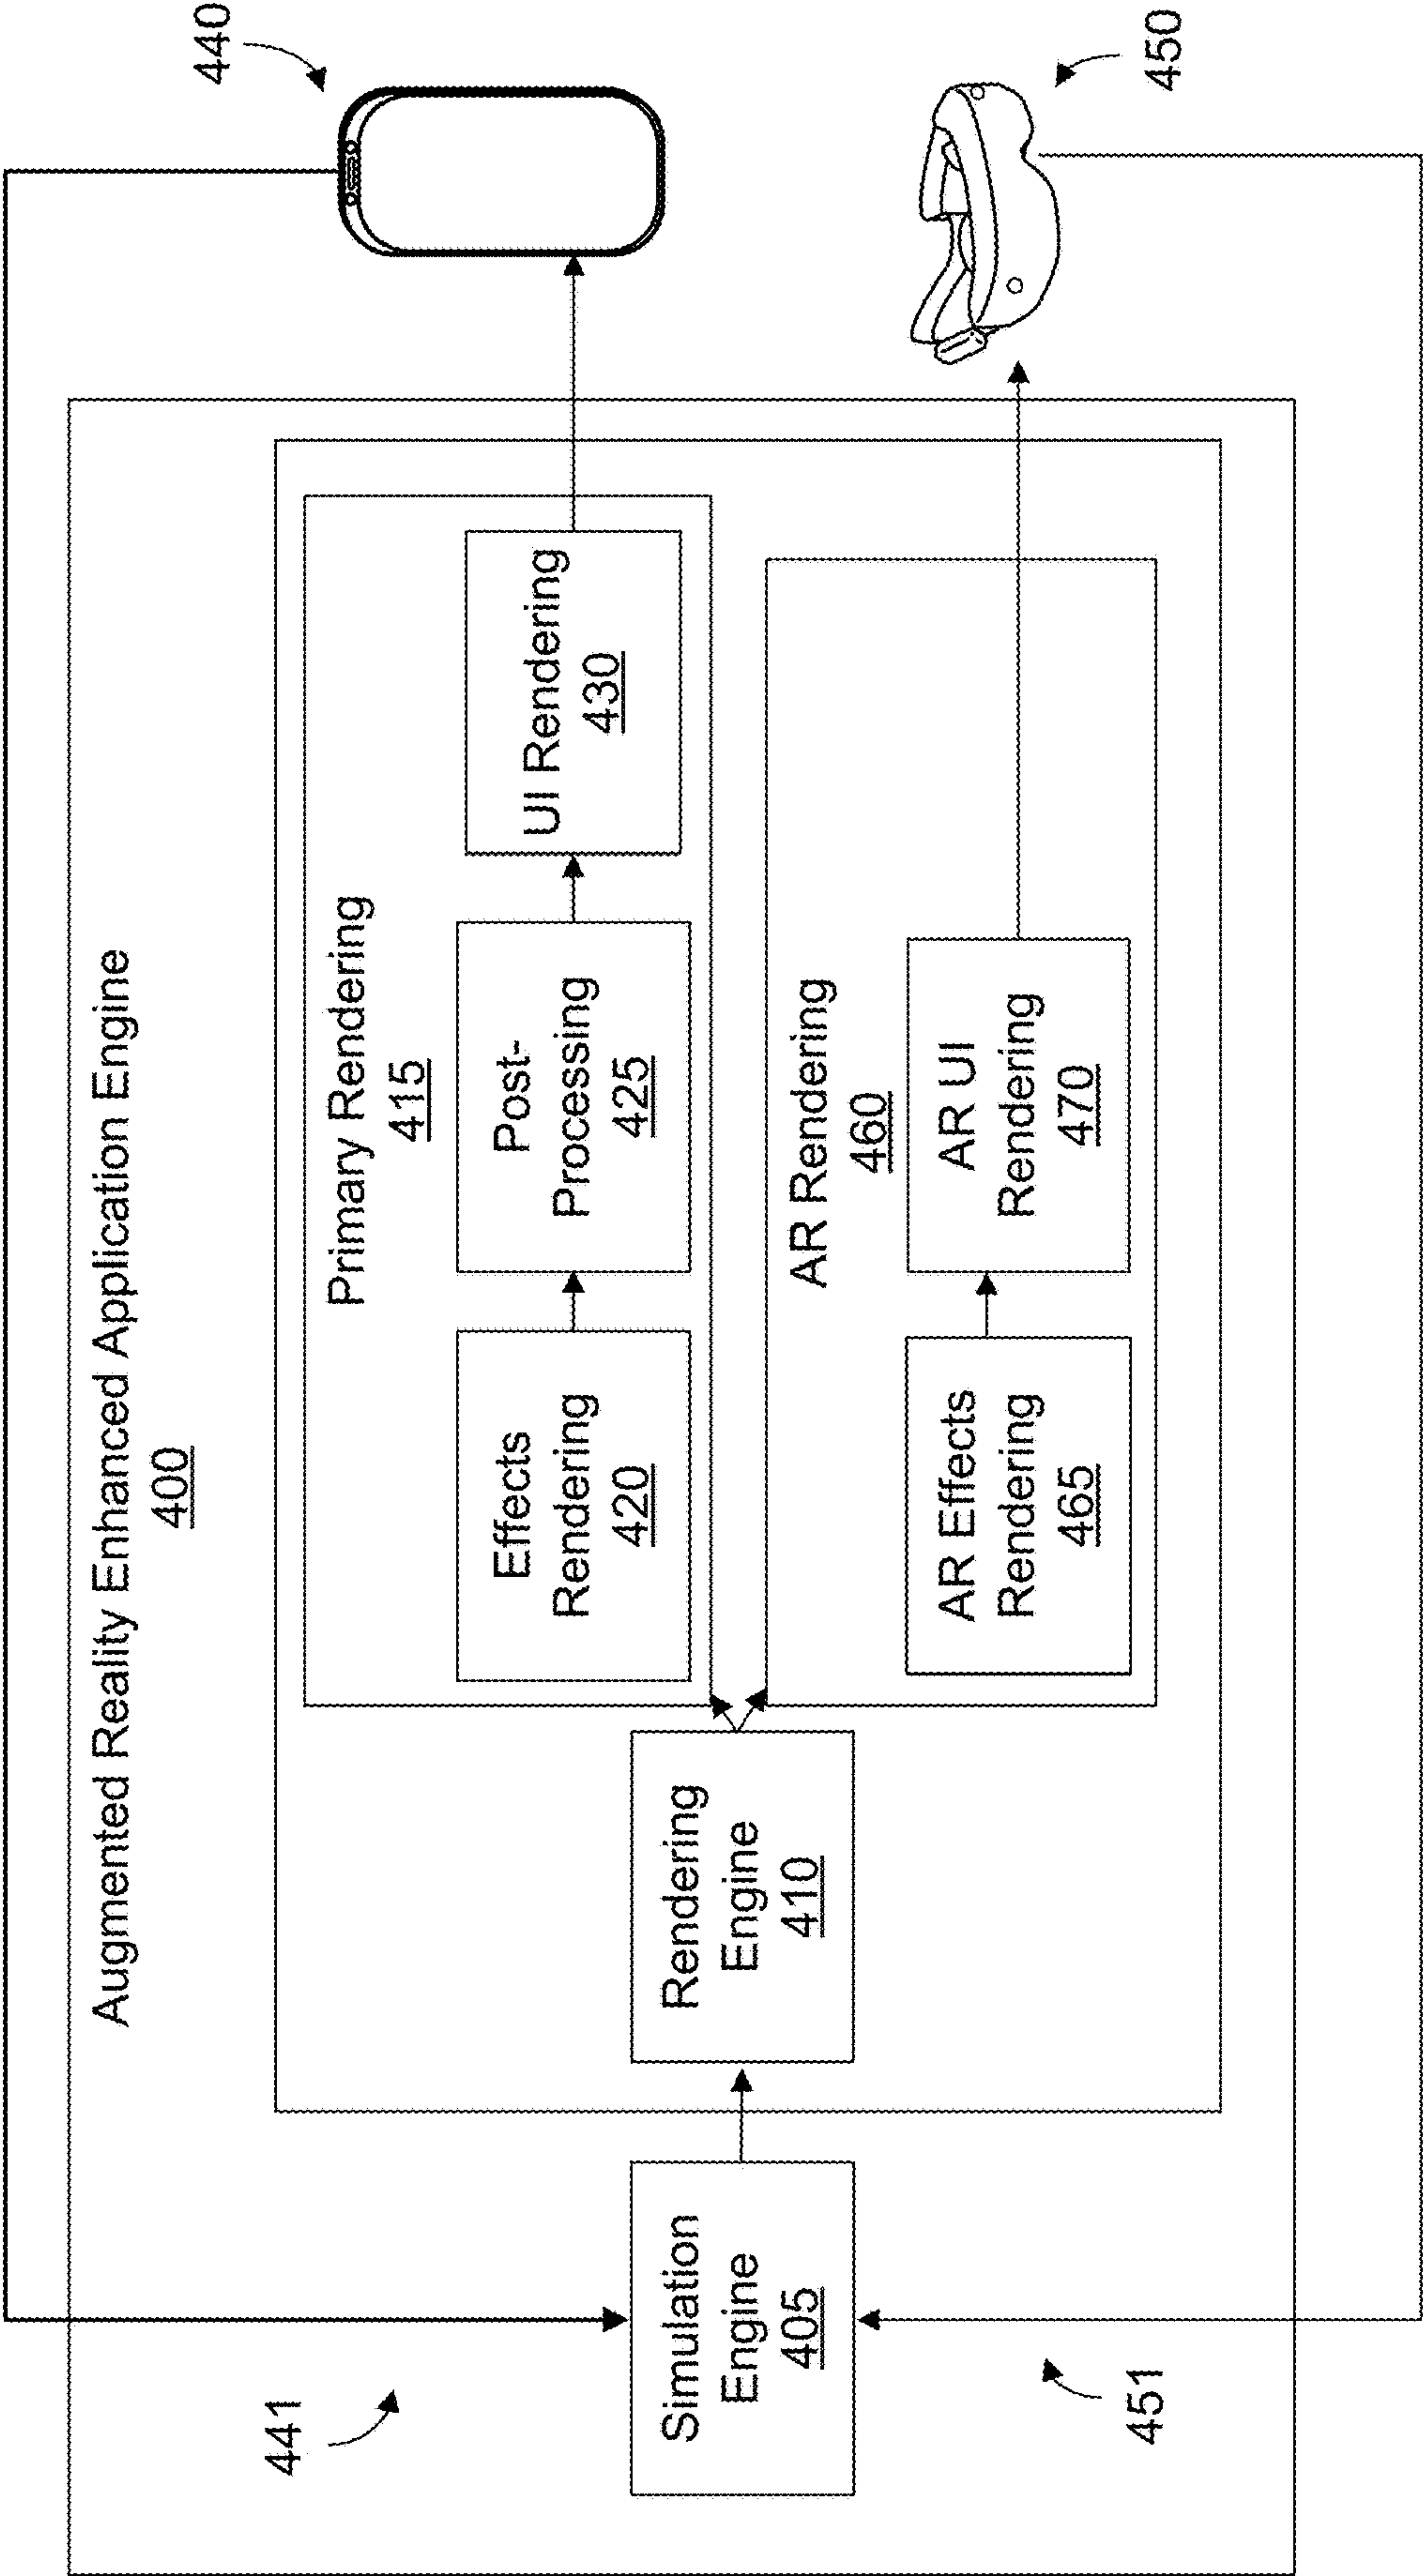 Augmented Reality Enhanced Application Engine
400
441
Simulation
Engine
405
451
Rendering
Engine
410
Primary Rendering
415
Effects
Rendering
420
Post-
Processing
425
UI Rendering
430
AR Rendering
460
AR Effects
Rendering
465
AR UI
Rendering
470
440
450